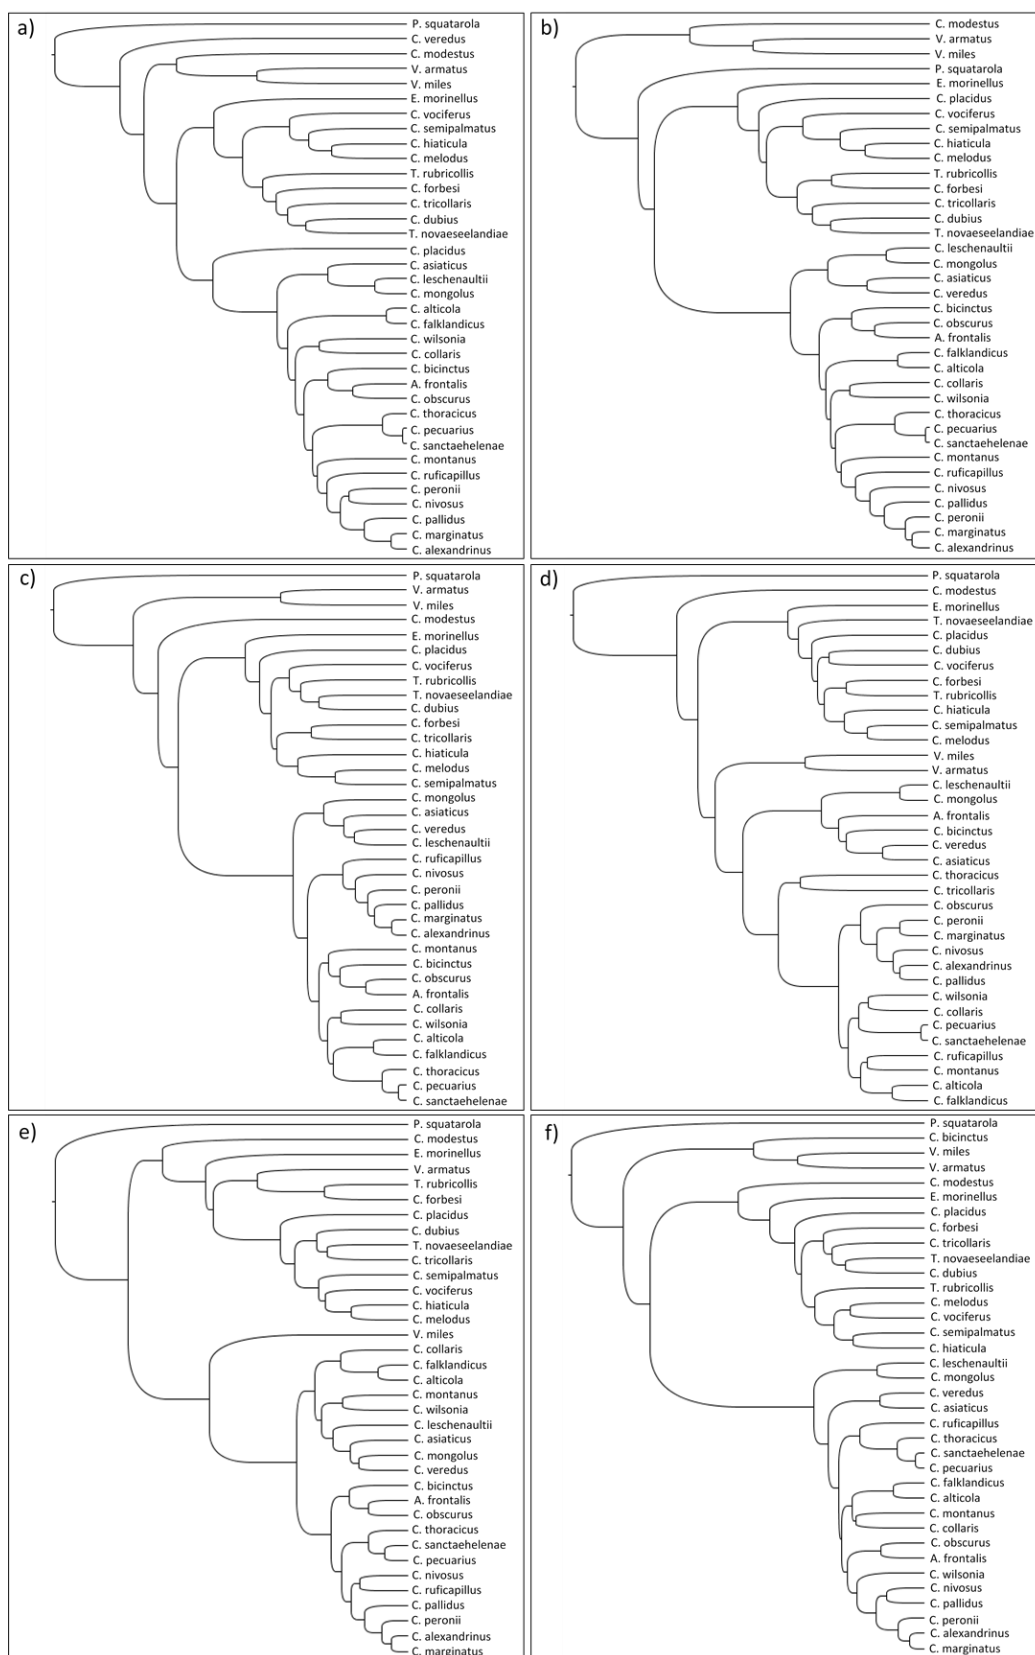 a)
P. squatarola
C. veredus
C. modestus
V. armatus
V. miles
E. morinellus
C. vociferus
C. semipalmatus
C. hiaticula
C. melodus
T. rubricollis
C. forbesi
C. tricollaris
C. dubius
T. novaeseelandiae
C. placidus
C. asiaticus
C. leschenaultii
C. mongolus
C. alticola
C. falklandicus
C. wilsonia
C. collaris
C. bicinctus
A. frontalis
C. obscurus
C. thoracicus
C. pecuarius
C. sanctaehelenae
C. montanus
C. ruficapillus
C. peronii
C. nivosus
C. pallidus
C. marginatus
C. alexandrinus
b)
C. modestus
V. armatus
V. miles
P. squatarola
E. morinellus
C. placidus
C. vociferus
C. semipalmatus
C. hiaticula
C. melodus
T. rubricollis
C. forbesi
C. tricollaris
C. dubius
T. novaeseelandiae
C. leschenaultii
C. mongolus
C. asiaticus
C. veredus
C. bicinctus
C. obscurus
A. frontalis
C. falklandicus
C. alticola
C. collaris
C. wilsonia
C. thoracicus
C. pecuarius
C. sanctaehelenae
C. montanus
C. ruficapillus
C. nivosus
C. pallidus
C. peronii
C. marginatus
C. alexandrinus
c)
P. squatarola
V. armatus
V. miles
C. modestus
E. morinellus
C. placidus
C. vociferus
T. rubricollis
T. novaeseelandiae
C. dubius
C. forbesi
C. tricollaris
C. hiaticula
C. melodus
C. semipalmatus
C. mongolus
C. asiaticus
C. veredus
C. leschenaultii
C. ruficapillus
C. nivosus
C. peronii
C. pallidus
C. marginatus
C. alexandrinus
C. montanus
C. bicinctus
C. obscurus
A. frontalis
C. collaris
C. wilsonia
C. alticola
C. falklandicus
C. thoracicus
C. pecuarius
C. sanctaehelenae
d)
P. squatarola
C. modestus
E. morinellus
T. novaeseelandiae
C. placidus
C. dubius
C. vociferus
C. forbesi
T. rubricollis
C. hiaticula
C. semipalmatus
C. melodus
V. miles
V. armatus
C. leschenaultii
C. mongolus
A. frontalis
C. bicinctus
C. veredus
C. asiaticus
C. thoracicus
C. tricollaris
C. obscurus
C. peronii
C. marginatus
C. nivosus
C. alexandrinus
C. pallidus
C. wilsonia
C. collaris
C. pecuarius
C. sanctaehelenae
C. ruficapillus
C. montanus
C. alticola
C. falklandicus
e)
P. squatarola
C. modestus
E. morinellus
V. armatus
T. rubricollis
C. forbesi
C. placidus
C. dubius
T. novaeseelandiae
C. tricollaris
C. semipalmatus
C. vociferus
C. hiaticula
C. melodus
V. miles
C. collaris
C. falklandicus
C. alticola
C. montanus
C. wilsonia
C. leschenaultii
C. asiaticus
C. mongolus
C. veredus
C. bicinctus
A. frontalis
C. obscurus
C. thoracicus
C. sanctaehelenae
C. pecuarius
C. nivosus
C. ruficapillus
C. pallidus
C. peronii
C. alexandrinus
C. marginatus
f)
P. squatarola
C. bicinctus
V. miles
V. armatus
C. modestus
E. morinellus
C. placidus
C. forbesi
C. tricollaris
T. novaeseelandiae
C. dubius
T. rubricollis
C. melodus
C. vociferus
C. semipalmatus
C. hiaticula
C. leschenaultii
C. mongolus
C. veredus
C. asiaticus
C. ruficapillus
C. thoracicus
C. sanctaehelenae
C. pecuarius
C. falklandicus
C. alticola
C. montanus
C. collaris
C. obscurus
A. frontalis
C. wilsonia
C. nivosus
C. pallidus
C. peronii
C. alexandrinus
C. marginatus